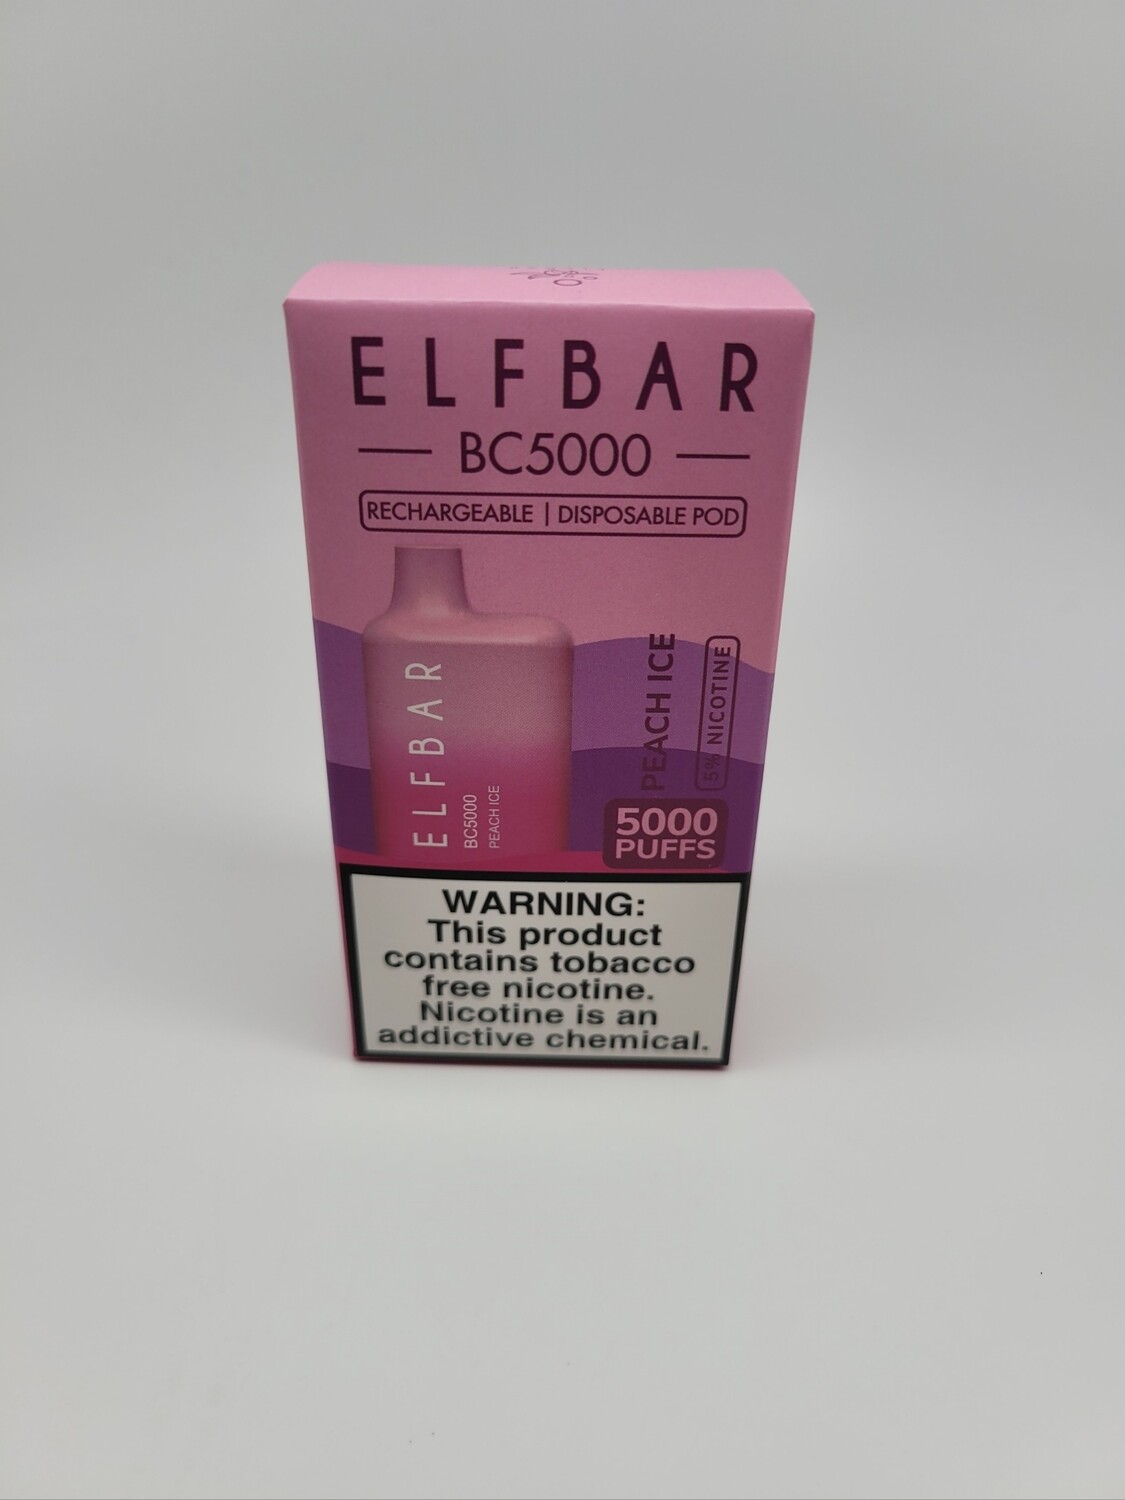 ELFBAR
BC5000
RECHARGEABLE | DISPOSABLE POD
ELFBAR
BC5000
PEACH ICE
PEACH ICE
5% NICOTINE
5000
PUFFS
WARNING:
This product
contains tobacco
free nicotine.
Nicotine is an
addictive chemical.